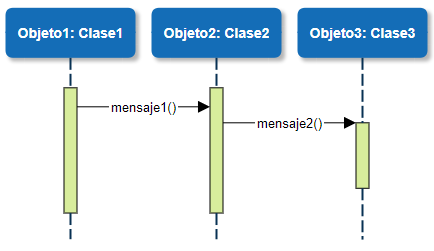 Objeto1: Clase1
Objeto2: Clase2
Objeto3: Clase3
mensaje1()
mensaje2()